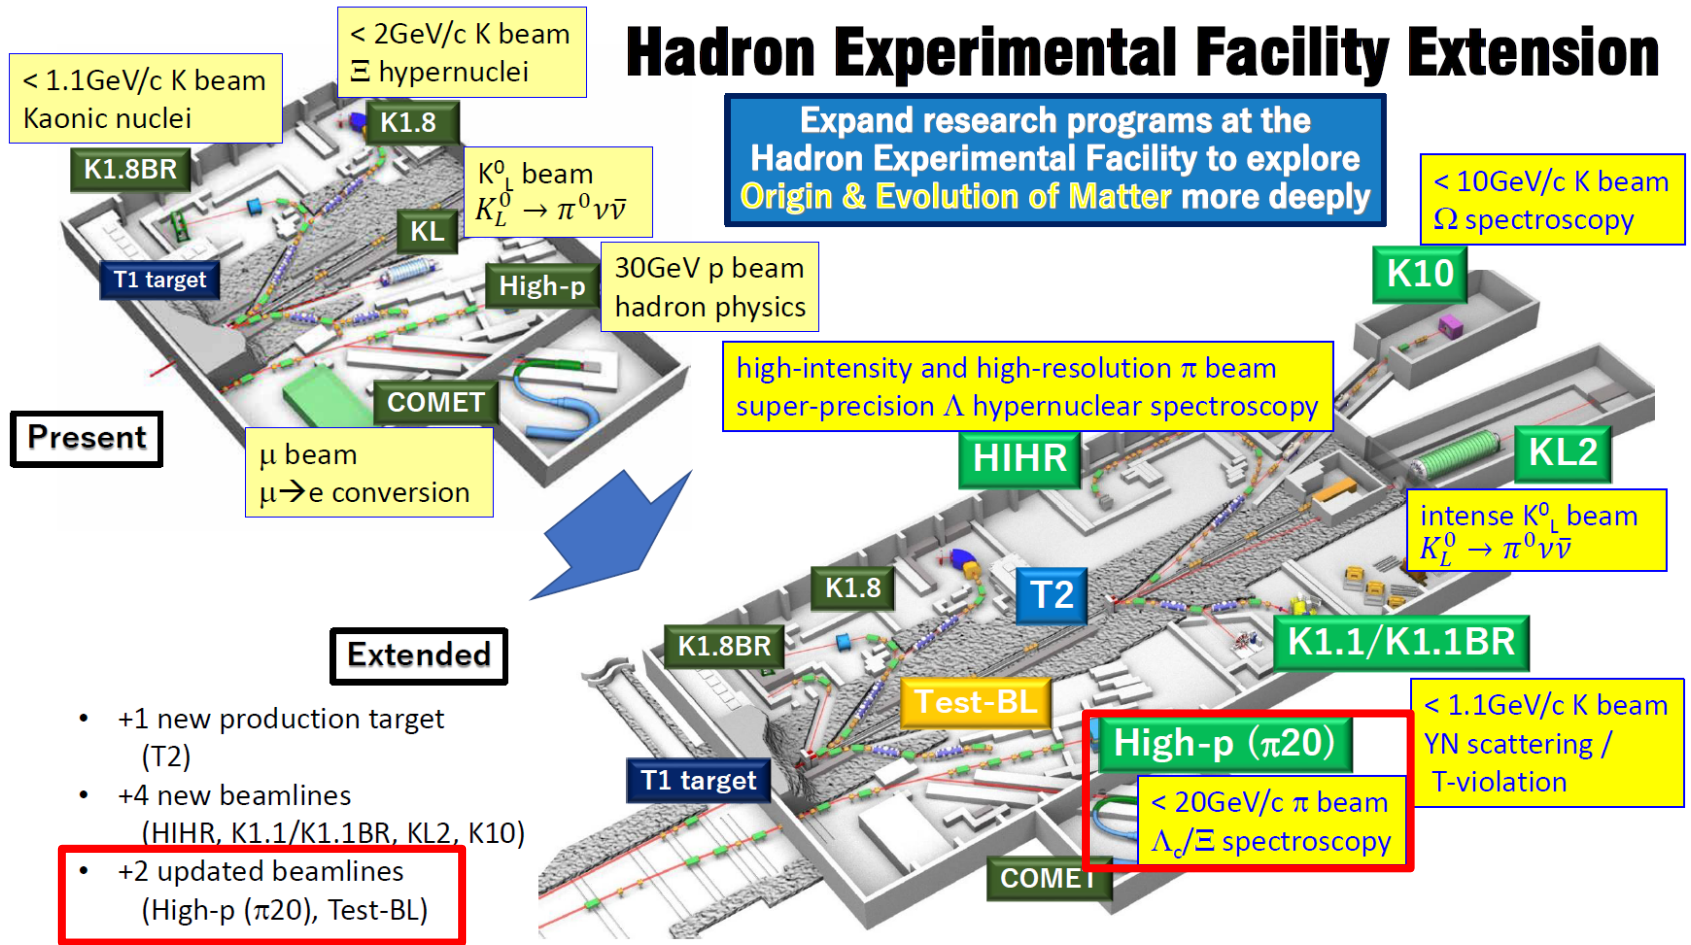 Hadron Experimental Facility Extension
Expand research programs at the
Hadron Experimental Facility to explore
Origin & Evolution of Matter more deeply
< 1.1GeV/c K beam
Kaonic nuclei
< 2GeV/c K beam
Ξ hypernuclei
K1.8
K1.8BR
K⁰L beam
K⁰L → π⁰νν̄
KL
T1 target
High-p
30GeV p beam
hadron physics
COMET
Present
μ beam
μ→e conversion
< 10GeV/c K beam
Ω spectroscopy
K10
high-intensity and high-resolution π beam
super-precision Λ hypernuclear spectroscopy
HIHR
KL2
intense K⁰L beam
K⁰L → π⁰νν̄
K1.8
T2
K1.8BR
K1.1/K1.1BR
Test-BL
< 1.1GeV/c K beam
YN scattering /
T-violation
High-p (π20)
T1 target
< 20GeV/c π beam
Λc/Ξ spectroscopy
COMET
Extended
• +1 new production target
(T2)
• +4 new beamlines
(HIHR, K1.1/K1.1BR, KL2, K10)
• +2 updated beamlines
(High-p (π20), Test-BL)